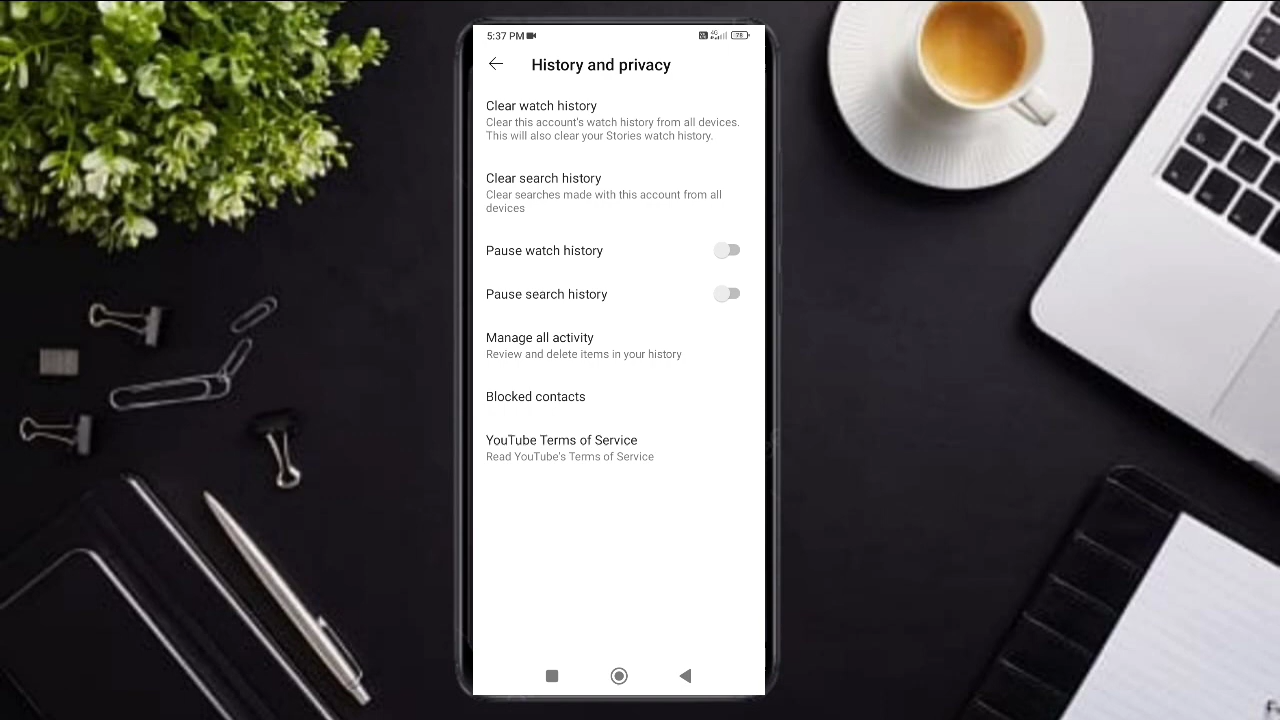 5:37 PM
4G
78
History and privacy
Clear watch history
Clear this account's watch history from all devices.
This will also clear your Stories watch history.
Clear search history
Clear searches made with this account from all
devices
Pause watch history
Pause search history
Manage all activity
Review and delete items in your history
Blocked contacts
YouTube Terms of Service
Read YouTube's Terms of Service